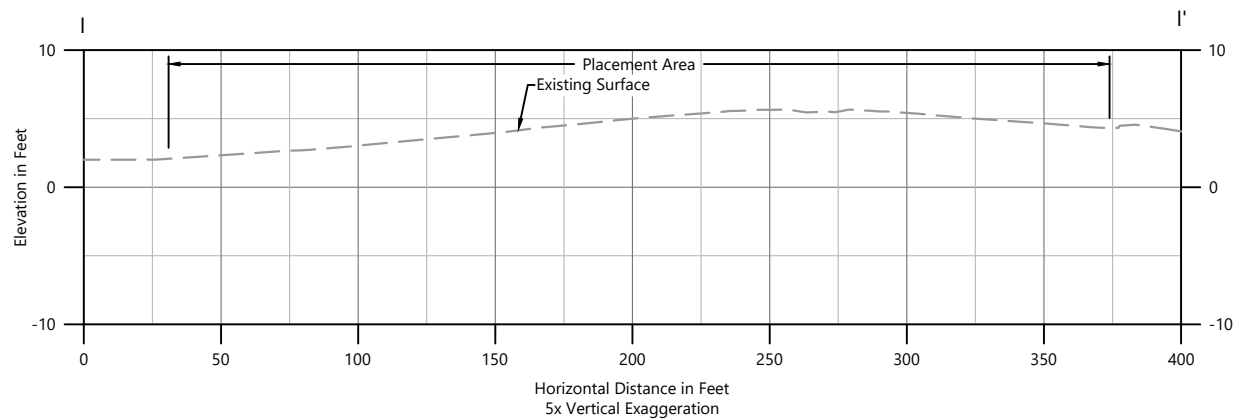 I
I'
10
10
Placement Area
Existing Surface
0
0
Elevation in Feet
-10
-10
0
50
100
150
200
250
300
350
400
Horizontal Distance in Feet
5x Vertical Exaggeration